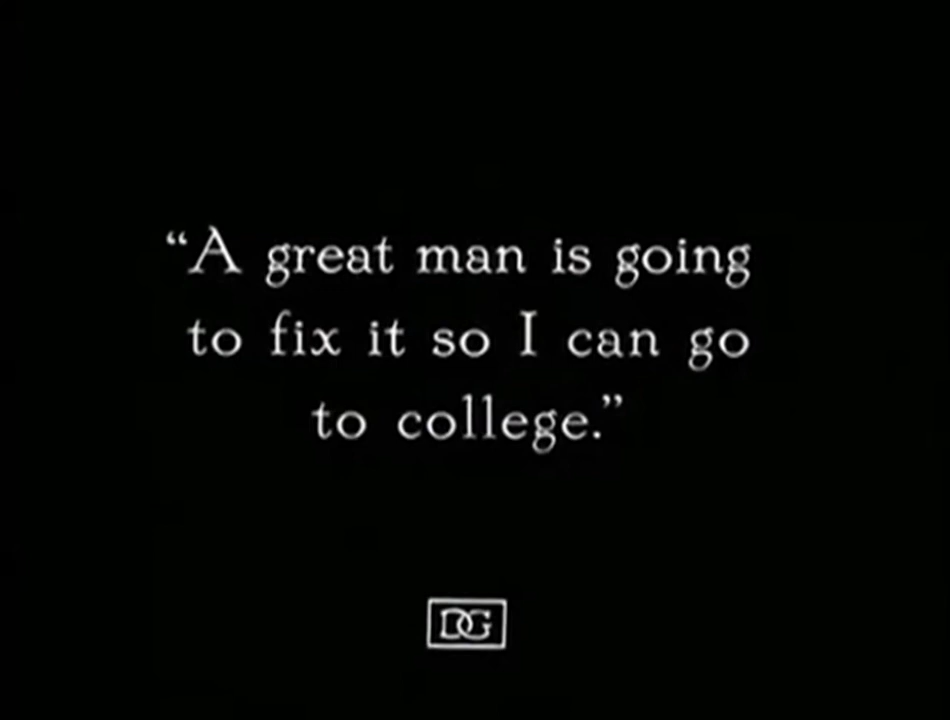 “A great man is going
to fix it so I can go
to college.”
DG